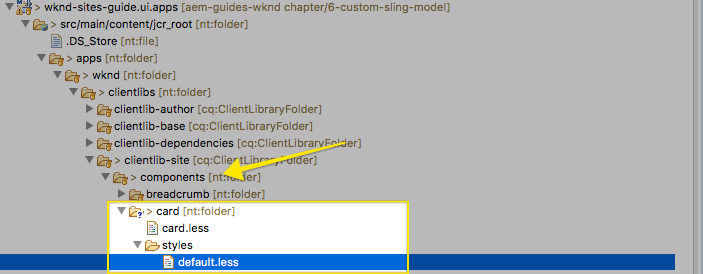 > wknd-sites-guide.ui.apps [aem-guides-wknd chapter/6-custom-sling-model]
> src/main/content/jcr_root [nt:folder]
.DS_Store [nt:file]
> apps [nt:folder]
> wknd [nt:folder]
> clientlibs [nt:folder]
clientlib-author [cq:ClientLibraryFolder]
clientlib-base [cq:ClientLibraryFolder]
clientlib-dependencies [cq:ClientLibraryFolder]
> clientlib-site [cq:ClientLibraryFolder]
> components [nt:folder]
breadcrumb [nt:folder]
> card [nt:folder]
card.less
styles
default.less